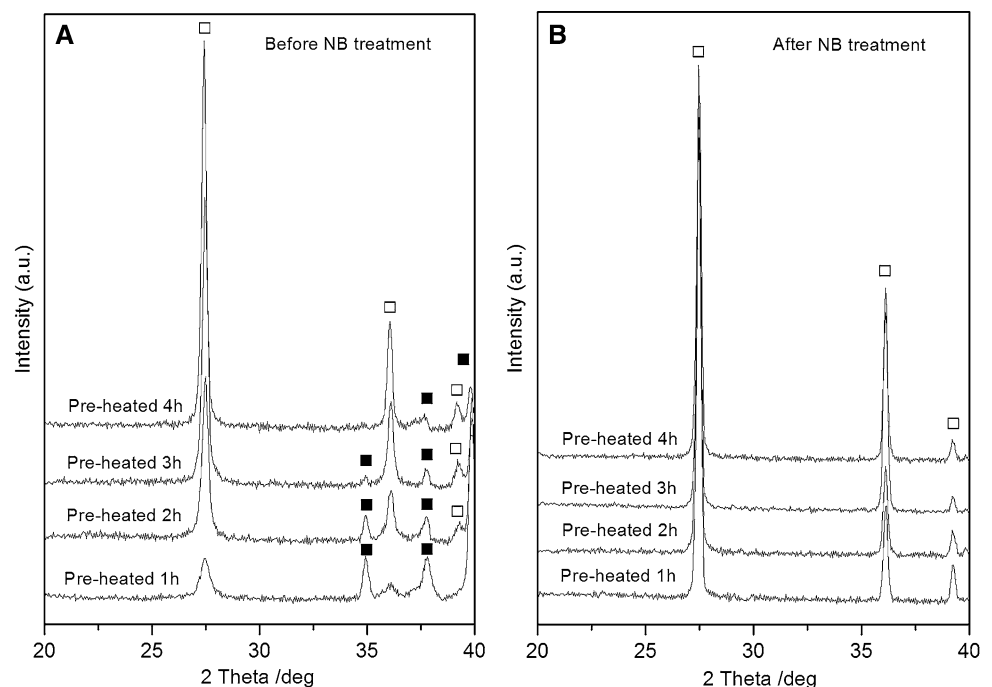 A
Before NB treatment
Pre-heated 4h
Pre-heated 3h
Pre-heated 2h
Pre-heated 1h
Intensity (a.u.)
20 25 30 35 40
2 Theta /deg
B
After NB treatment
Pre-heated 4h
Pre-heated 3h
Pre-heated 2h
Pre-heated 1h
Intensity (a.u.)
20 25 30 35 40
2 Theta /deg